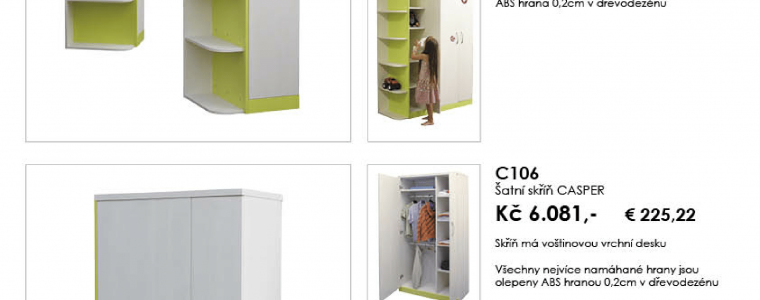 ABS hrana 0,2cm v dřevodezénu
C106
Šatní skříň CASPER
Kč 6.081,- € 225,22
Skříň má voštinovou vrchní desku
Všechny nejvíce namáhané hrany jsou
olepeny ABS hranou 0,2cm v dřevodezénu